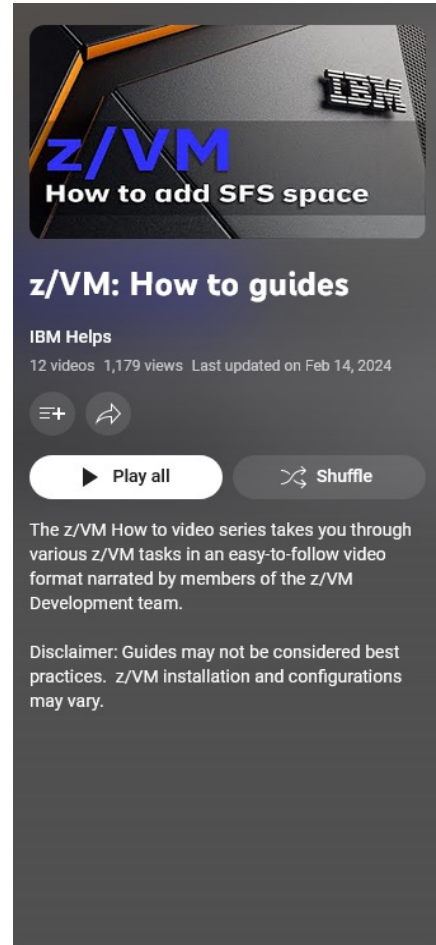 IBM
z/VM
How to add SFS space
z/VM: How to guides
IBM Helps
12 videos 1,179 views Last updated on Feb 14, 2024
Play all
Shuffle
The z/VM How to video series takes you through
various z/VM tasks in an easy-to-follow video
format narrated by members of the z/VM
Development team.
Disclaimer: Guides may not be considered best
practices.  z/VM installation and configurations
may vary.